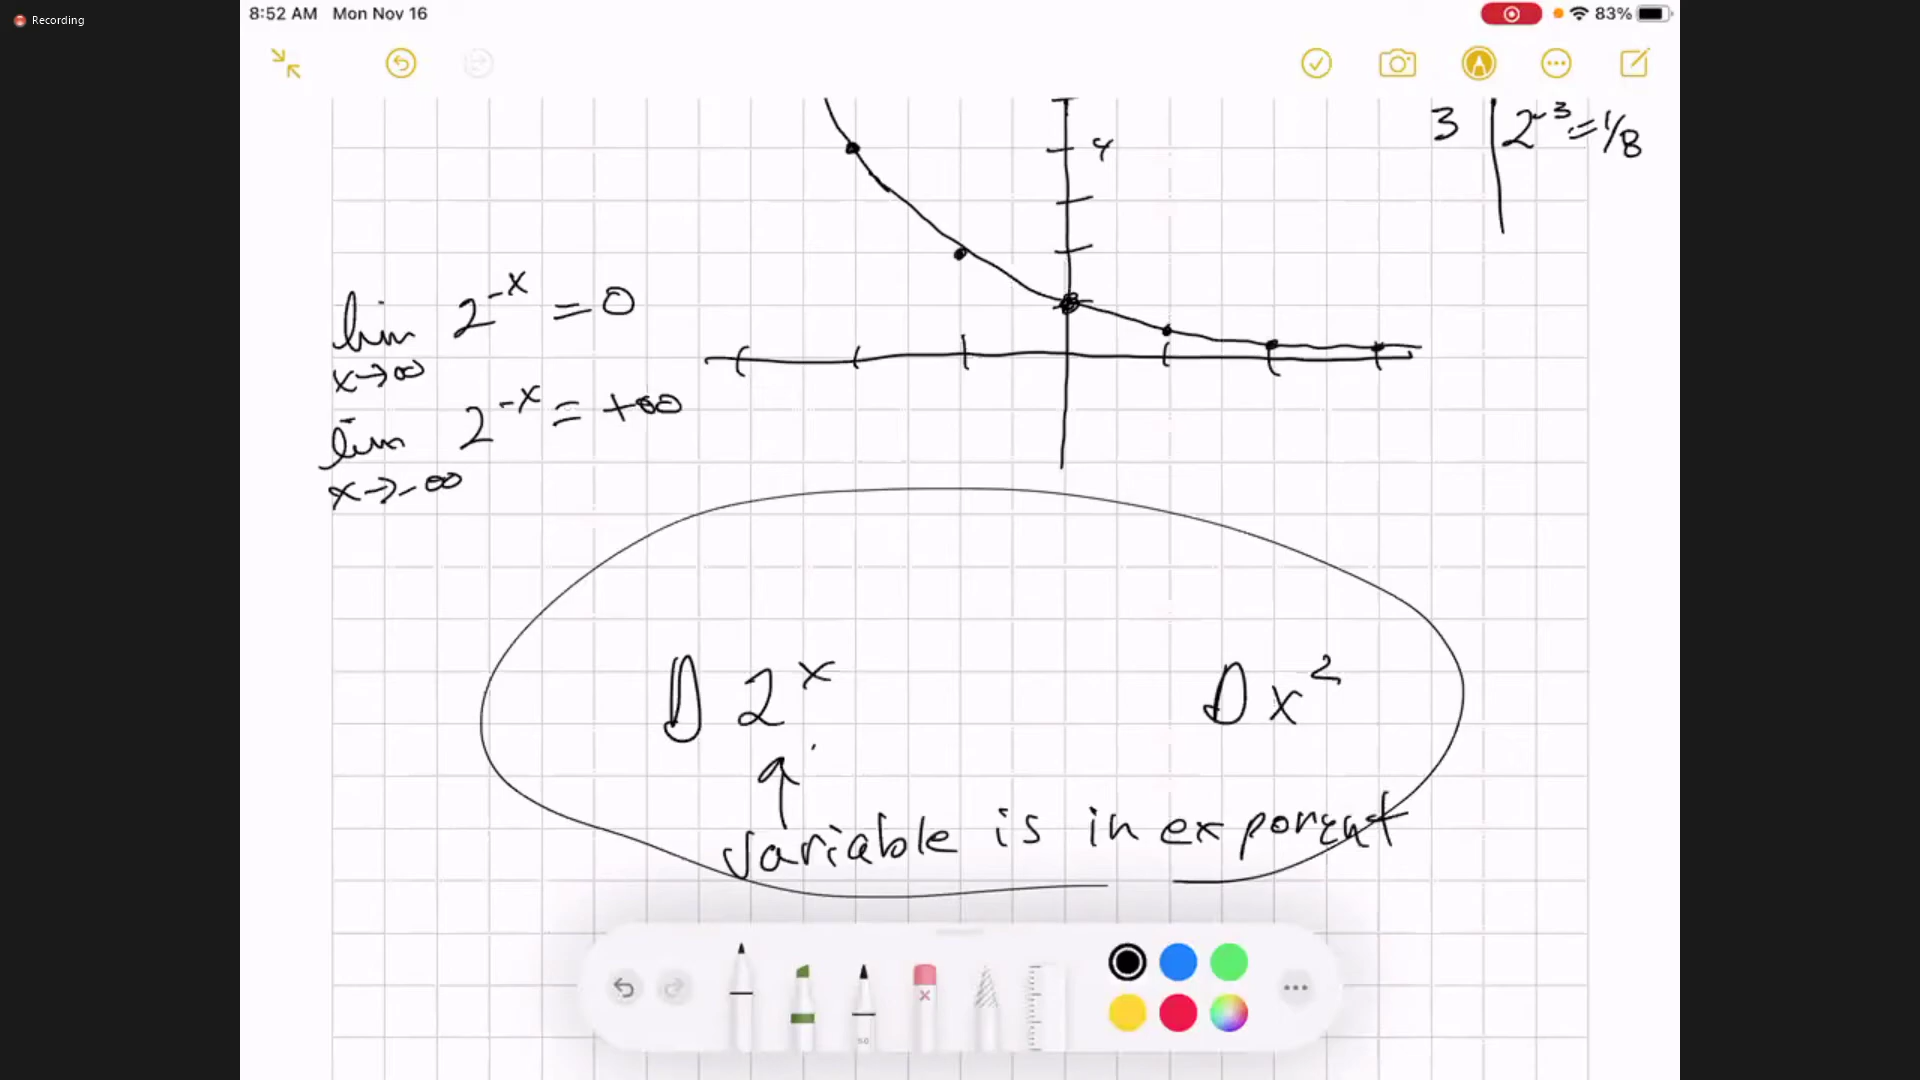 Recording
8:52 AM Mon Nov 16
83%
4
3 | 2^-3 = 1/8
lim 2^-x = 0
x→∞
lim 2^-x = +∞
x→-∞
D 2^x
D x^2
variable is in exponent
50